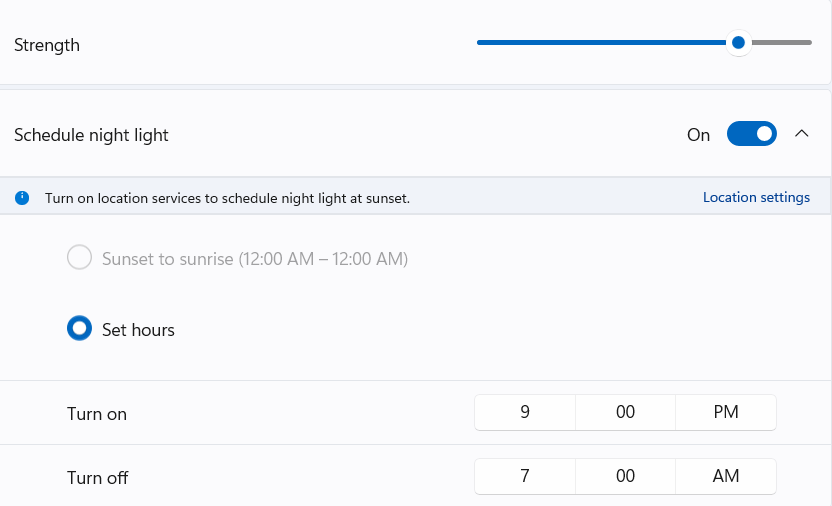 Strength
Schedule night light On
Turn on location services to schedule night light at sunset. Location settings
Sunset to sunrise (12:00 AM – 12:00 AM)
Set hours
Turn on 9 00 PM
Turn off 7 00 AM